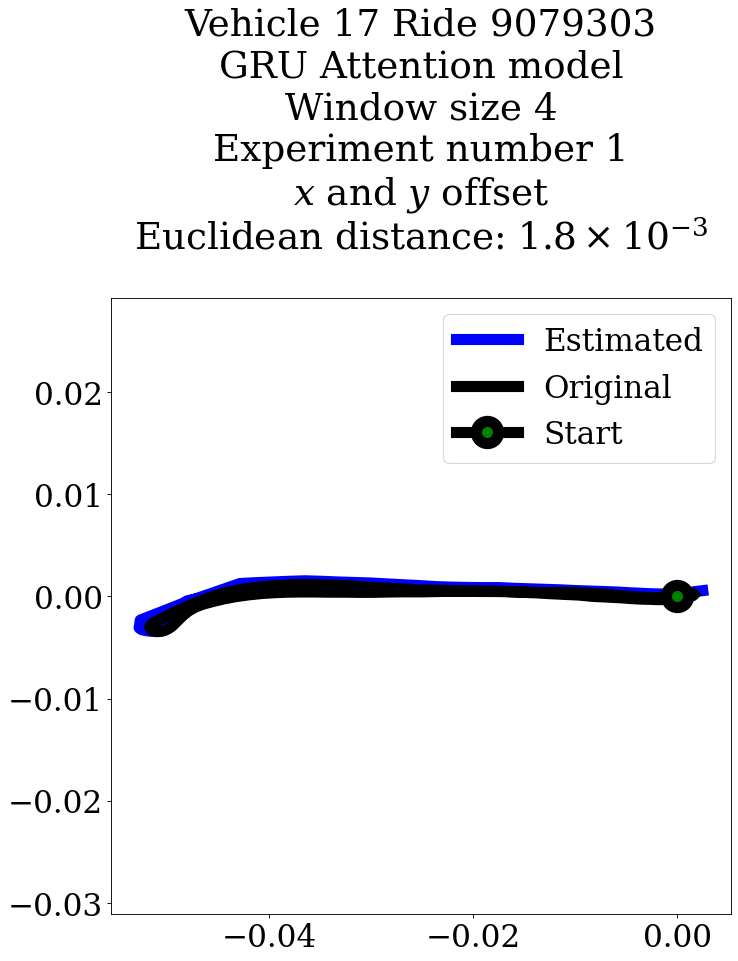 Vehicle 17 Ride 9079303
GRU Attention model
Window size 4
Experiment number 1
x and y offset
Euclidean distance: 1.8 × 10⁻³
Estimated
Original
Start
0.02
0.01
0.00
−0.01
−0.02
−0.03
−0.04 −0.02 0.00